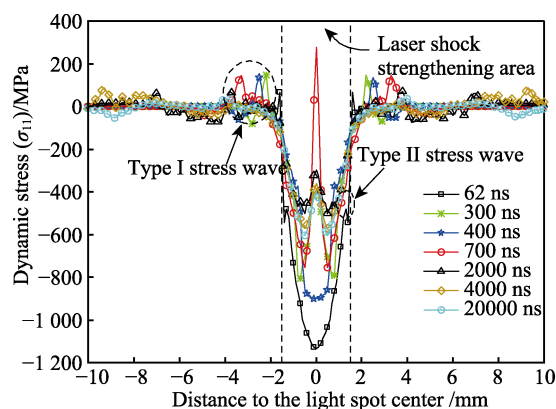 Dynamic stress (σ11)/MPa
400
200
0
−200
−400
−600
−800
−1 000
−1 200
Laser shock
strengthening area
Type I stress wave
Type II stress wave
62 ns
300 ns
400 ns
700 ns
2000 ns
4000 ns
20000 ns
−10 −8 −6 −4 −2 0 2 4 6 8 10
Distance to the light spot center /mm